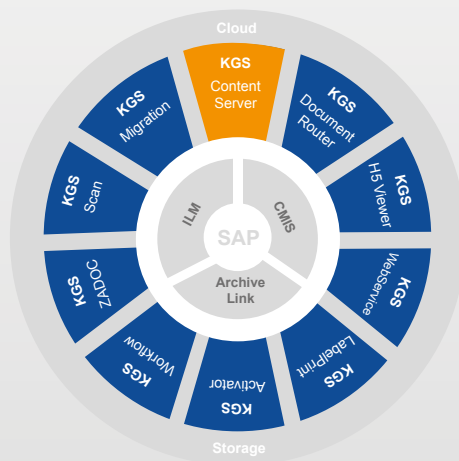 Cloud
KGS
Content
Server
KGS
Document
Router
KGS
H5 Viewer
KGS
WebService
KGS
LabelPrint
KGS
Activator
KGS
Workflow
KGS
ZADOC
KGS
Scan
KGS
Migration
ILM
CMIS
SAP
Archive
Link
Storage